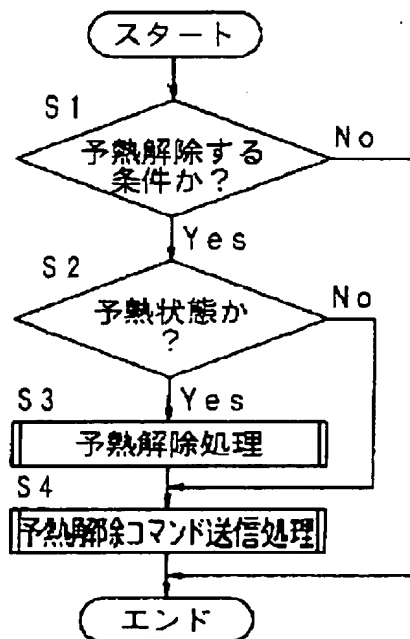 スタート
S1
予熱解除する
条件か?
No
Yes
S2
予熱状態か
?
No
Yes
S3
予熱解除処理
S4
予熱解除コマンド送信処理
エンド